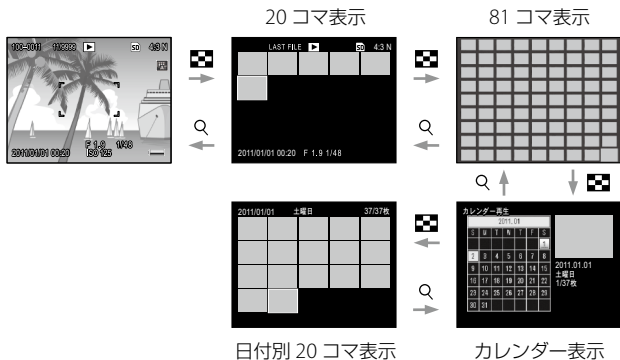 20 コマ表示
81 コマ表示
100-0011 11/9999 SD 4:3 N
F 1.9 1/48
2011/01/01 00:20 ISO 125
LAST FILE SD 4:3 N
2011/01/01 00:20 F 1.9 1/48
2011/01/01 土曜日 37/37枚
カレンダー再生
2011.01
S M T W T F S
1
2 3 4 5 6 7 8
9 10 11 12 13 14 15
16 17 18 19 20 21 22
23 24 25 26 27 28 29
30 31
2011.01.01
土曜日
1/37枚
日付別 20 コマ表示
カレンダー表示